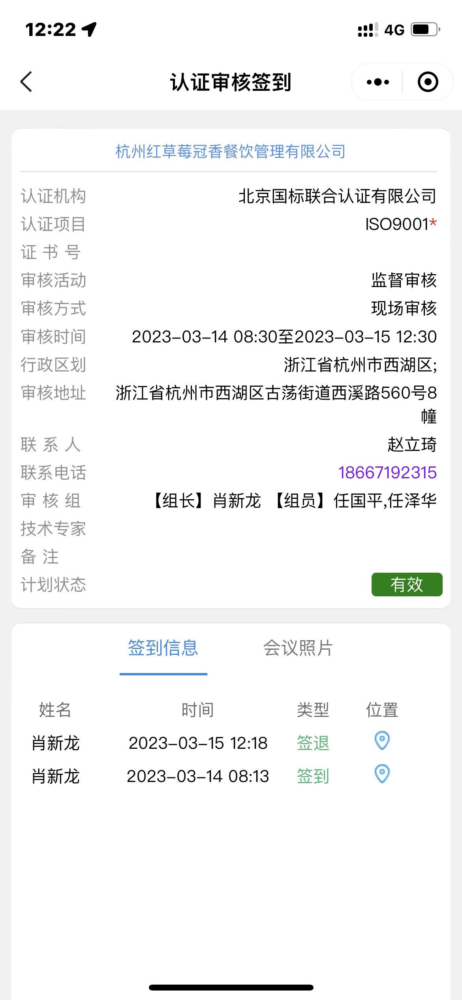 12:22
4G
认证审核签到
杭州红草莓冠香餐饮管理有限公司
认证机构 北京国标联合认证有限公司
认证项目 ISO9001*
证 书 号
审核活动 监督审核
审核方式 现场审核
审核时间 2023-03-14 08:30至2023-03-15 12:30
行政区划 浙江省杭州市西湖区;
审核地址 浙江省杭州市西湖区古荡街道西溪路560号8
幢
联 系 人 赵立琦
联系电话 18667192315
审 核 组 【组长】肖新龙 【组员】任国平,任泽华
技术专家
备 注
计划状态 有效
签到信息 会议照片
姓名 时间 类型 位置
肖新龙 2023-03-15 12:18 签退
肖新龙 2023-03-14 08:13 签到